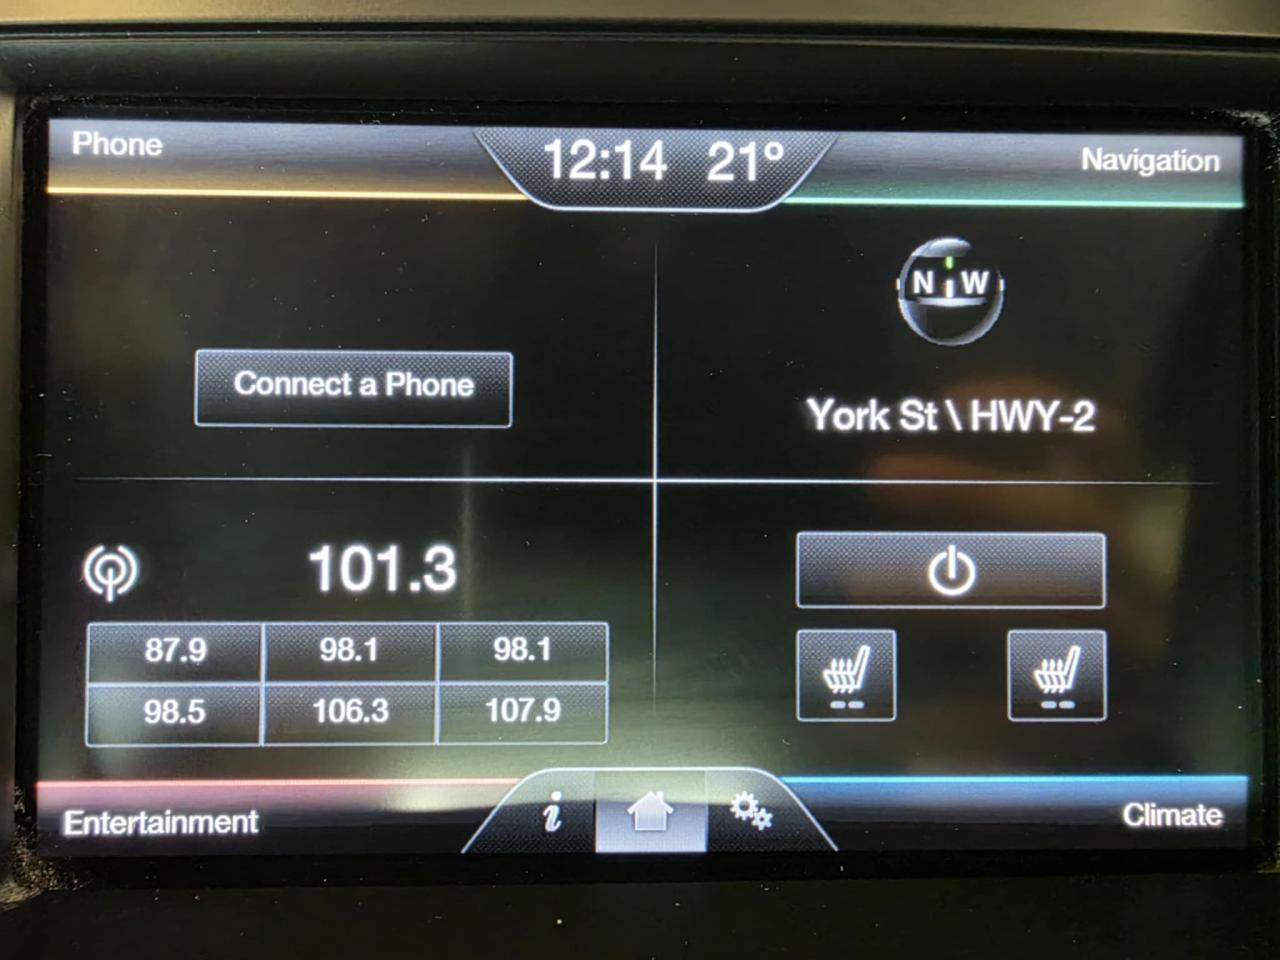 Phone
12:14 21°
Navigation
N W
Connect a Phone
York St \ HWY-2
101.3
87.9 98.1 98.1
98.5 106.3 107.9
Entertainment
i
Climate